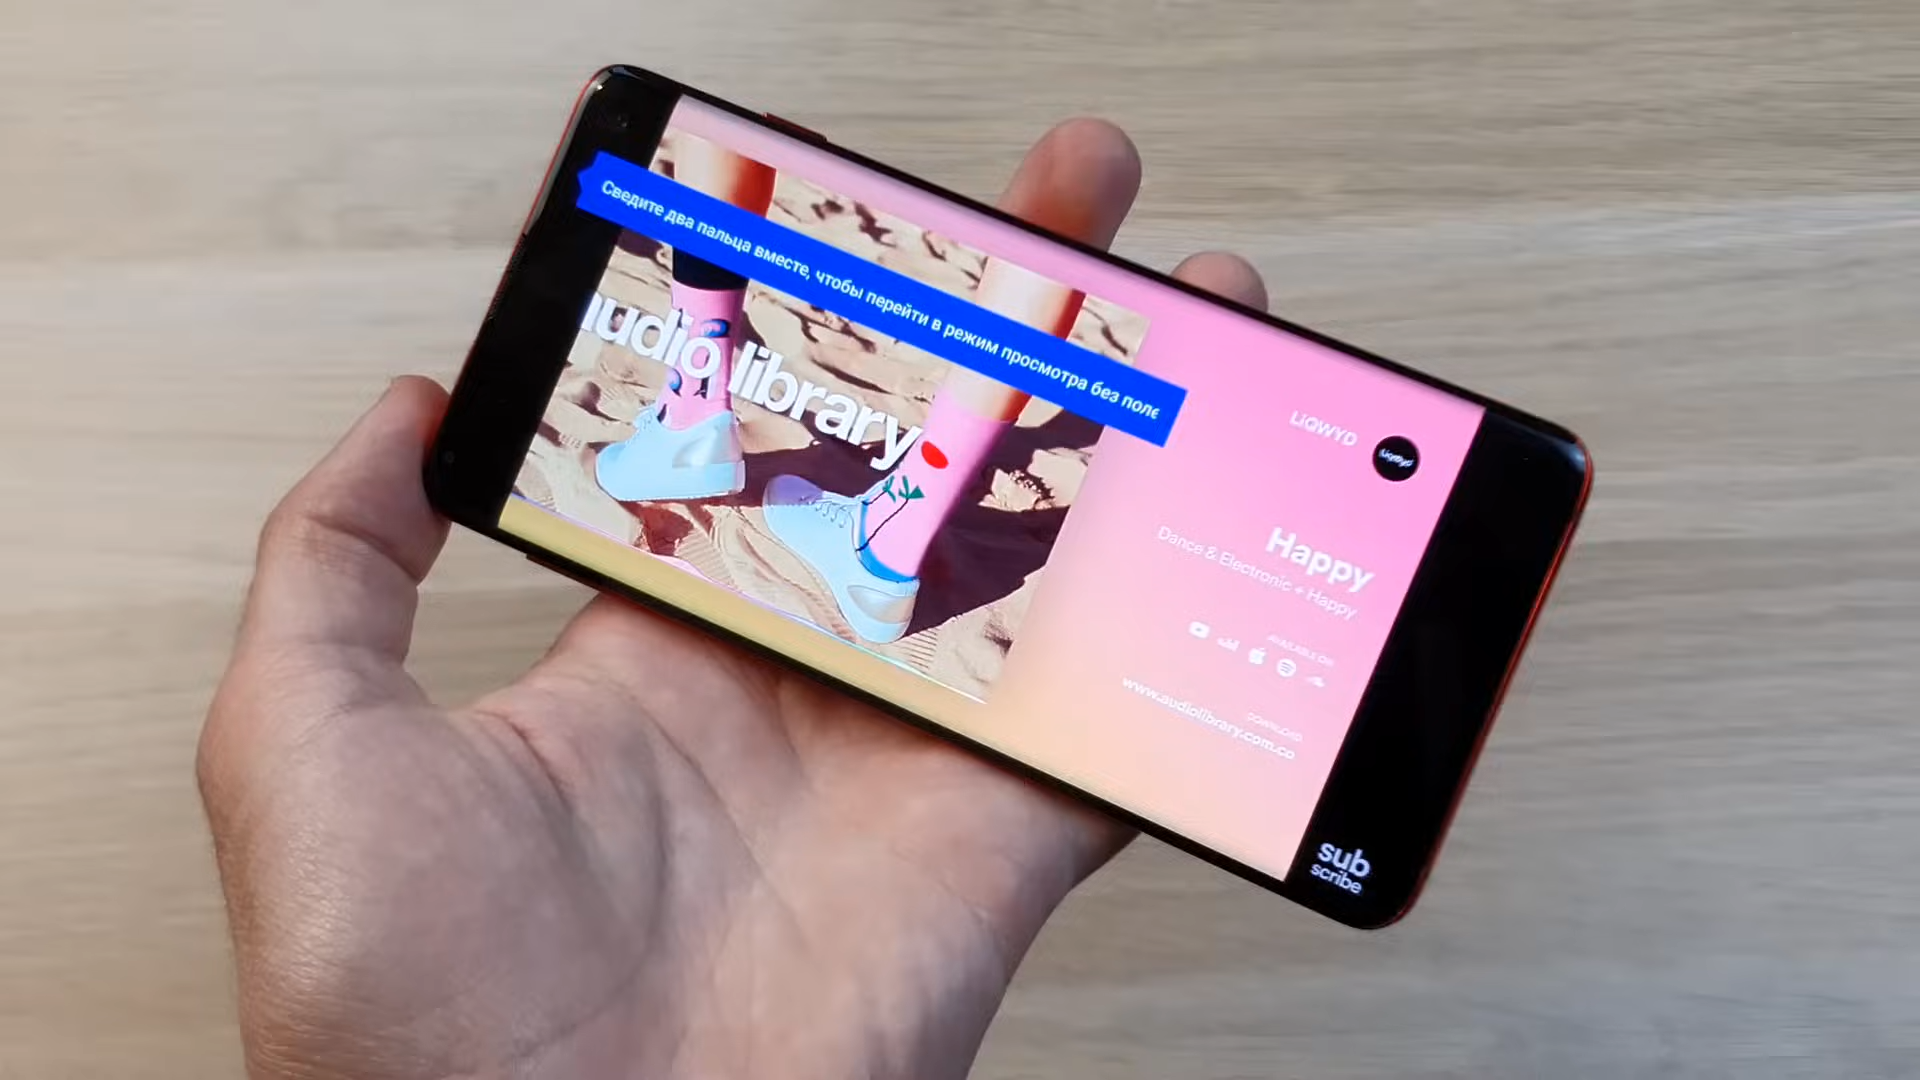 Сведите два пальца вместе, чтобы перейти в режим просмотра без поле
audio library
LiQWYD
Liqwyd
Happy
Dance & Electronic + Happy
AVAILABLE ON
DOWNLOAD
www.audiolibrary.com.co
sub
scribe